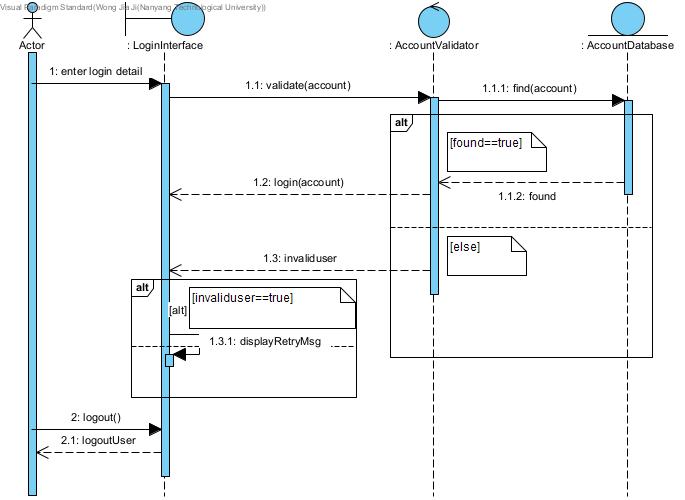 Visual Paradigm Standard(Wong Jia Ji(Nanyang Technological University))
Actor
: LoginInterface
: AccountValidator
: AccountDatabase
1: enter login detail
1.1: validate(account)
1.1.1: find(account)
alt
[found==true]
1.2: login(account)
1.1.2: found
[else]
1.3: invaliduser
alt
[invaliduser==true]
[alt]
1.3.1: displayRetryMsg
2: logout()
2.1: logoutUser